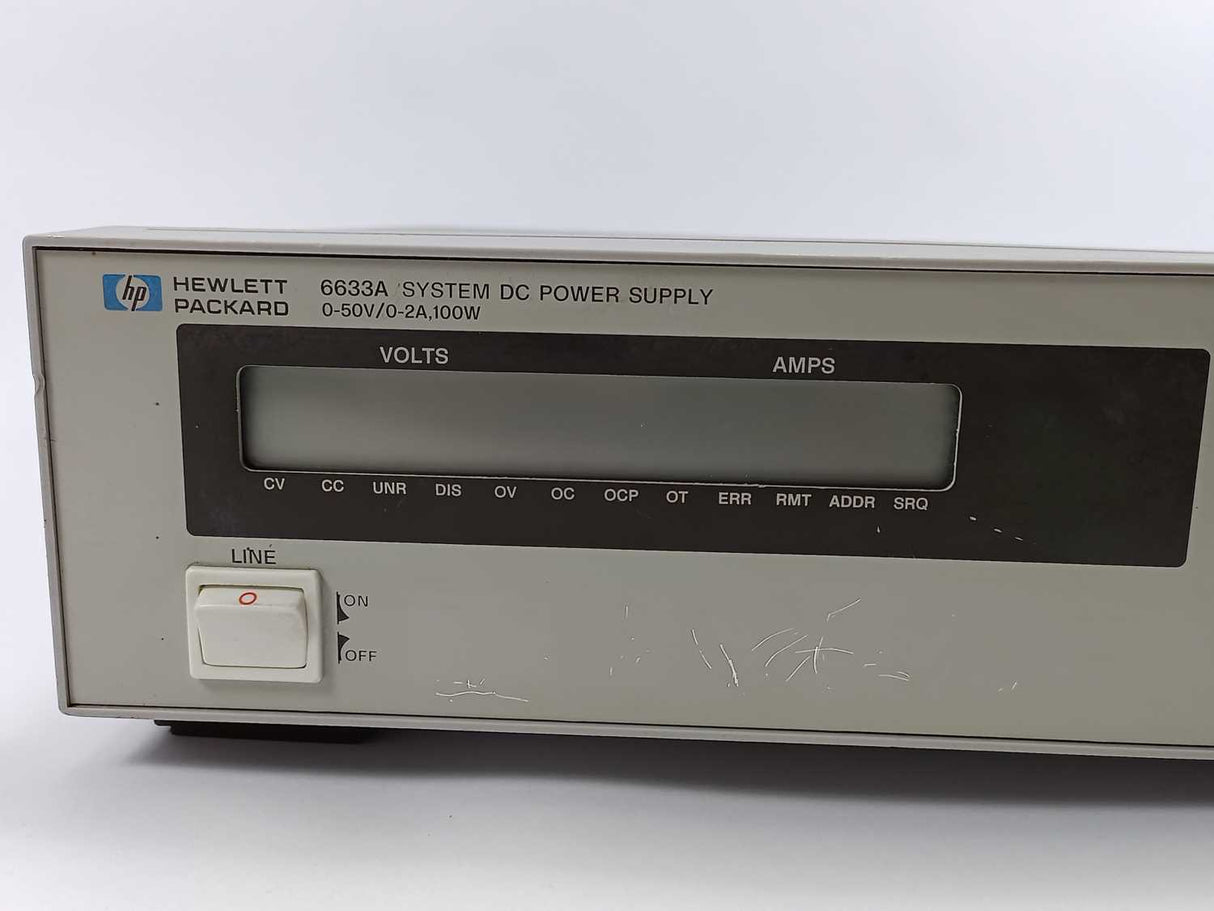 hp HEWLETT PACKARD
6633A SYSTEM DC POWER SUPPLY
0-50V/0-2A,100W
VOLTS AMPS
CV CC UNR DIS OV OC OCP OT ERR RMT ADDR SRQ
LINE
O
ON
OFF